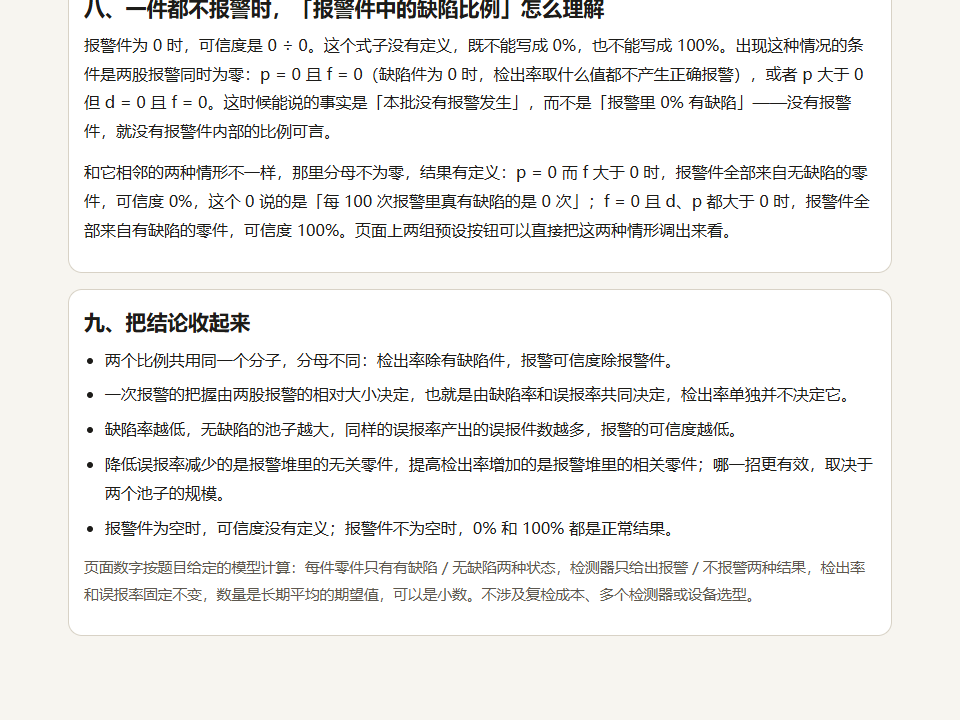 八、一件都不报警时，「报警件中的缺陷比例」怎么理解
报警件为 0 时，可信度是 0 ÷ 0。这个式子没有定义，既不能写成 0%，也不能写成 100%。出现这种情况的条
件是两股报警同时为零：p = 0 且 f = 0（缺陷件为 0 时，检出率取什么值都不产生正确报警），或者 p 大于 0
但 d = 0 且 f = 0。这时候能说的事实是「本批没有报警发生」，而不是「报警里 0% 有缺陷」——没有报警
件，就没有报警件内部的比例可言。
和它相邻的两种情形不一样，那里分母不为零，结果有定义：p = 0 而 f 大于 0 时，报警件全部来自无缺陷的零
件，可信度 0%，这个 0 说的是「每 100 次报警里真有缺陷的是 0 次」；f = 0 且 d、p 都大于 0 时，报警件全
部来自有缺陷的零件，可信度 100%。页面上两组预设按钮可以直接把这两种情形调出来看。
九、把结论收起来
• 两个比例共用同一个分子，分母不同：检出率除有缺陷件，报警可信度除报警件。
• 一次报警的把握由两股报警的相对大小决定，也就是由缺陷率和误报率共同决定，检出率单独并不决定它。
• 缺陷率越低，无缺陷的池子越大，同样的误报率产出的误报件数越多，报警的可信度越低。
• 降低误报率减少的是报警堆里的无关零件，提高检出率增加的是报警堆里的相关零件；哪一招更有效，取决于
两个池子的规模。
• 报警件为空时，可信度没有定义；报警件不为空时，0% 和 100% 都是正常结果。
页面数字按题目给定的模型计算：每件零件只有有缺陷 / 无缺陷两种状态，检测器只给出报警 / 不报警两种结果，检出率
和误报率固定不变，数量是长期平均的期望值，可以是小数。不涉及复检成本、多个检测器或设备选型。